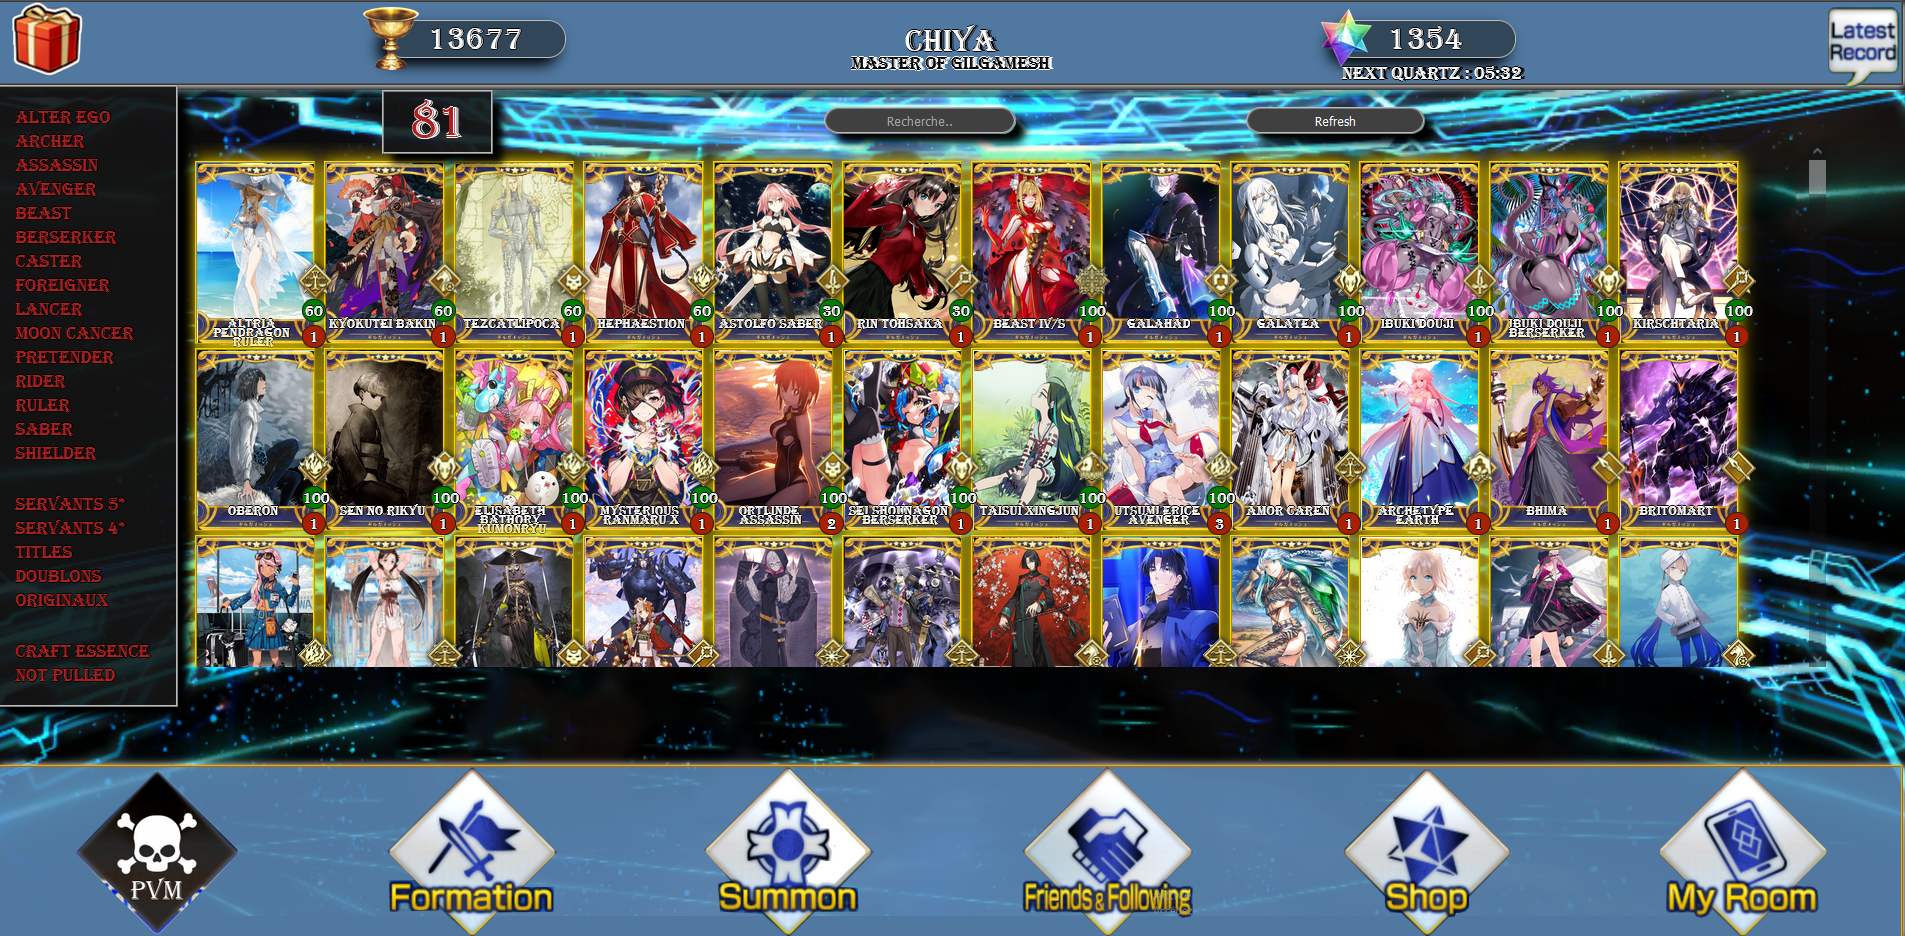 13677
CHIYA
MASTER OF GILGAMESH
1354
NEXT QUARTZ : 05:32
Latest
Record
ALTER EGO
ARCHER
ASSASSIN
AVENGER
BEAST
BERSERKER
CASTER
FOREIGNER
LANCER
MOON CANCER
PRETENDER
RIDER
RULER
SABER
SHIELDER
SERVANTS 5*
SERVANTS 4*
TITLES
DOUBLONS
ORIGINAUX
CRAFT ESSENCE
NOT PULLED
81
Recherche..
Refresh
60
ALTRIA
PENDRAGON
RULER
1
60
KYOKUTEI BAKIN
1
60
TEZCATLIPOCA
1
60
HEPHAESTION
1
30
ASTOLFO SABER
1
30
RIN TOHSAKA
1
100
BEAST IV/S
1
100
GALAHAD
1
100
GALATEA
1
100
IBUKI DOUJI
1
100
IBUKI DOUJI
BERSERKER
1
100
KIRSCHTARIA
1
100
OBERON
1
100
SEN NO RIKYU
1
100
ELISABETH
BATHORY
KUMONRYU
1
100
MYSTERIOUS
RANMARU X
1
100
ORTLINDE
ASSASSIN
2
100
SEI SHOUNAGON
BERSERKER
1
100
TAISUI XINGJUN
1
100
UTSUMI ERICE
AVENGER
3
AMOR CAREN
1
ARCHETYPE
EARTH
1
BHIMA
1
BRITOMART
1
PVM
Formation
Summon
Friends & Following
Shop
My Room